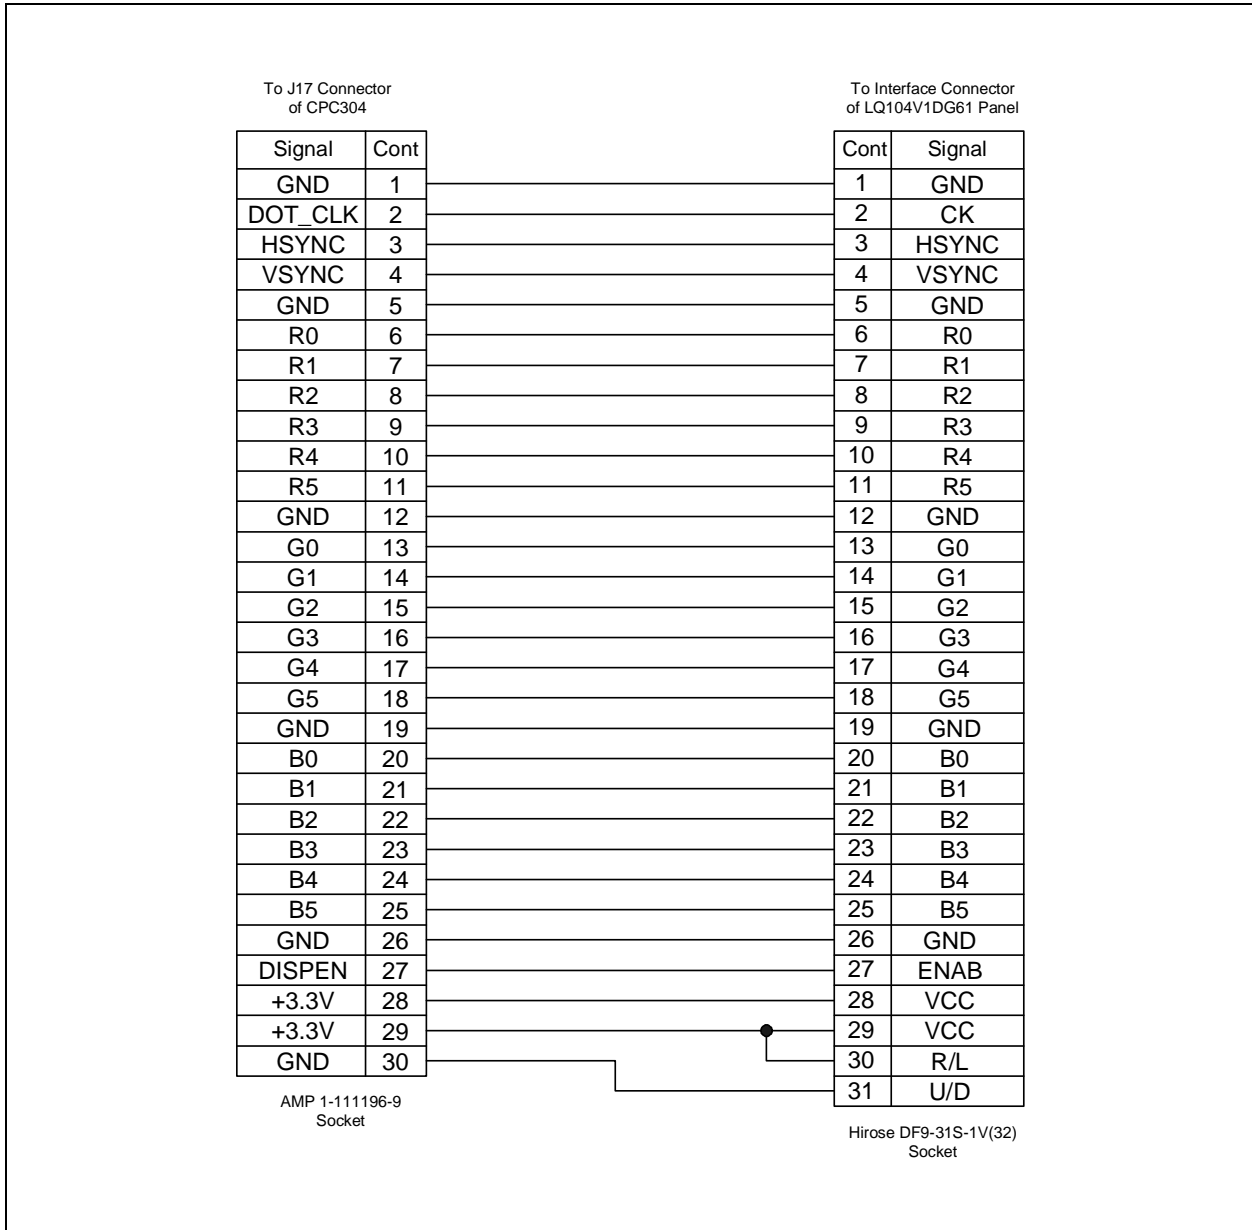 To J17 Connector
of CPC304
To Interface Connector
of LQ104V1DG61 Panel
Signal Cont Cont Signal
GND 1 1 GND
DOT_CLK 2 2 CK
HSYNC 3 3 HSYNC
VSYNC 4 4 VSYNC
GND 5 5 GND
R0 6 6 R0
R1 7 7 R1
R2 8 8 R2
R3 9 9 R3
R4 10 10 R4
R5 11 11 R5
GND 12 12 GND
G0 13 13 G0
G1 14 14 G1
G2 15 15 G2
G3 16 16 G3
G4 17 17 G4
G5 18 18 G5
GND 19 19 GND
B0 20 20 B0
B1 21 21 B1
B2 22 22 B2
B3 23 23 B3
B4 24 24 B4
B5 25 25 B5
GND 26 26 GND
DISPEN 27 27 ENAB
+3.3V 28 28 VCC
+3.3V 29 29 VCC
GND 30 30 R/L
31 U/D
AMP 1-111196-9
Socket
Hirose DF9-31S-1V(32)
Socket